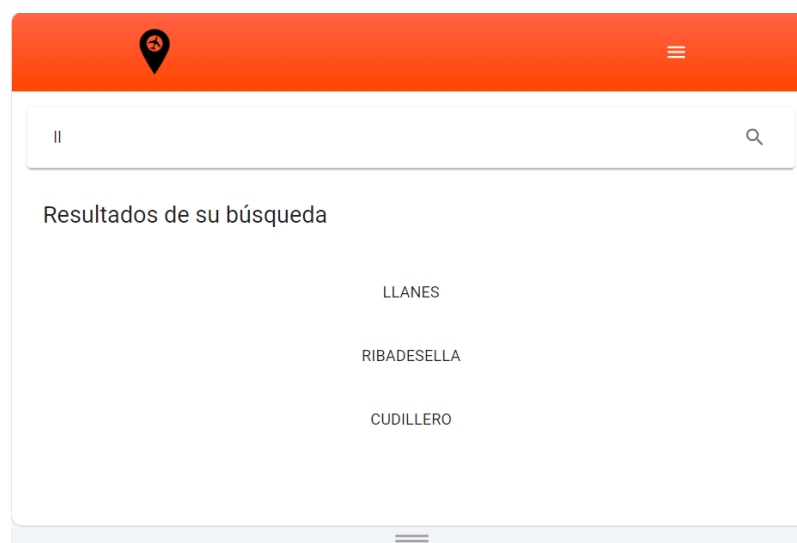 ll
Resultados de su búsqueda
LLANES
RIBADESELLA
CUDILLERO